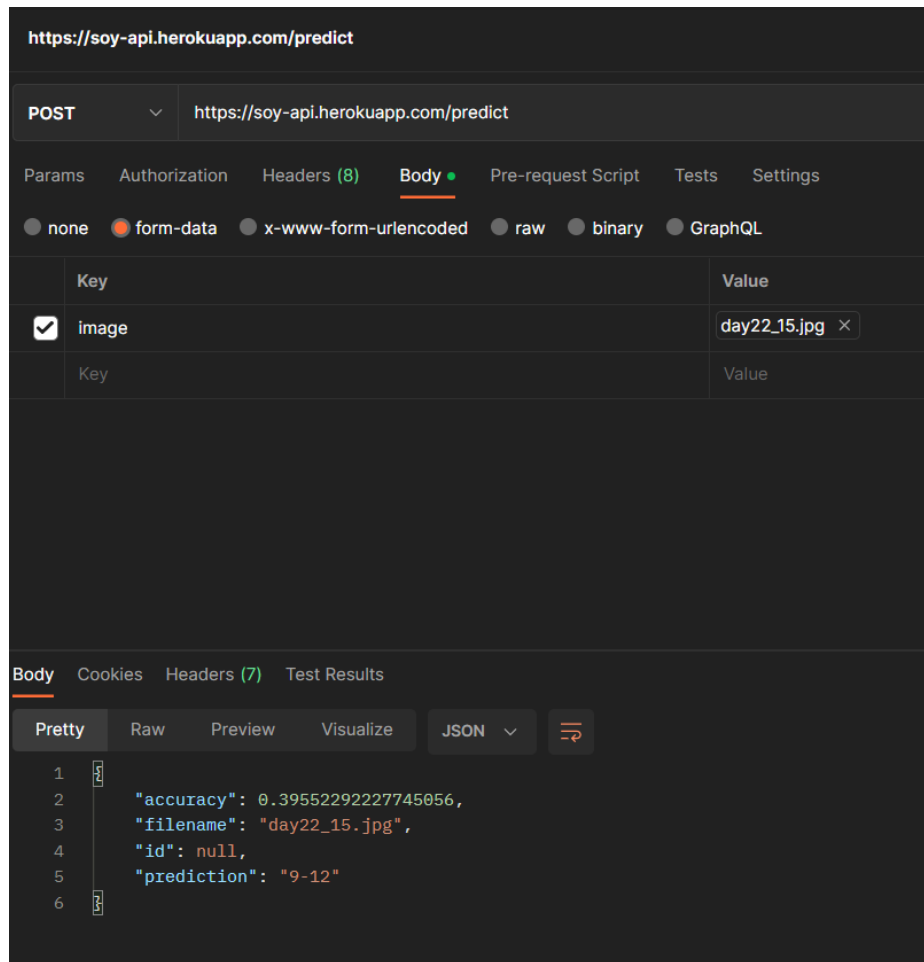 https://soy-api.herokuapp.com/predict
POST https://soy-api.herokuapp.com/predict
Params Authorization Headers (8) Body Pre-request Script Tests Settings
none form-data x-www-form-urlencoded raw binary GraphQL
Key Value
image day22_15.jpg
Key Value
Body Cookies Headers (7) Test Results
Pretty Raw Preview Visualize JSON
1 {
2 "accuracy": 0.39552292227745056,
3 "filename": "day22_15.jpg",
4 "id": null,
5 "prediction": "9-12"
6 }